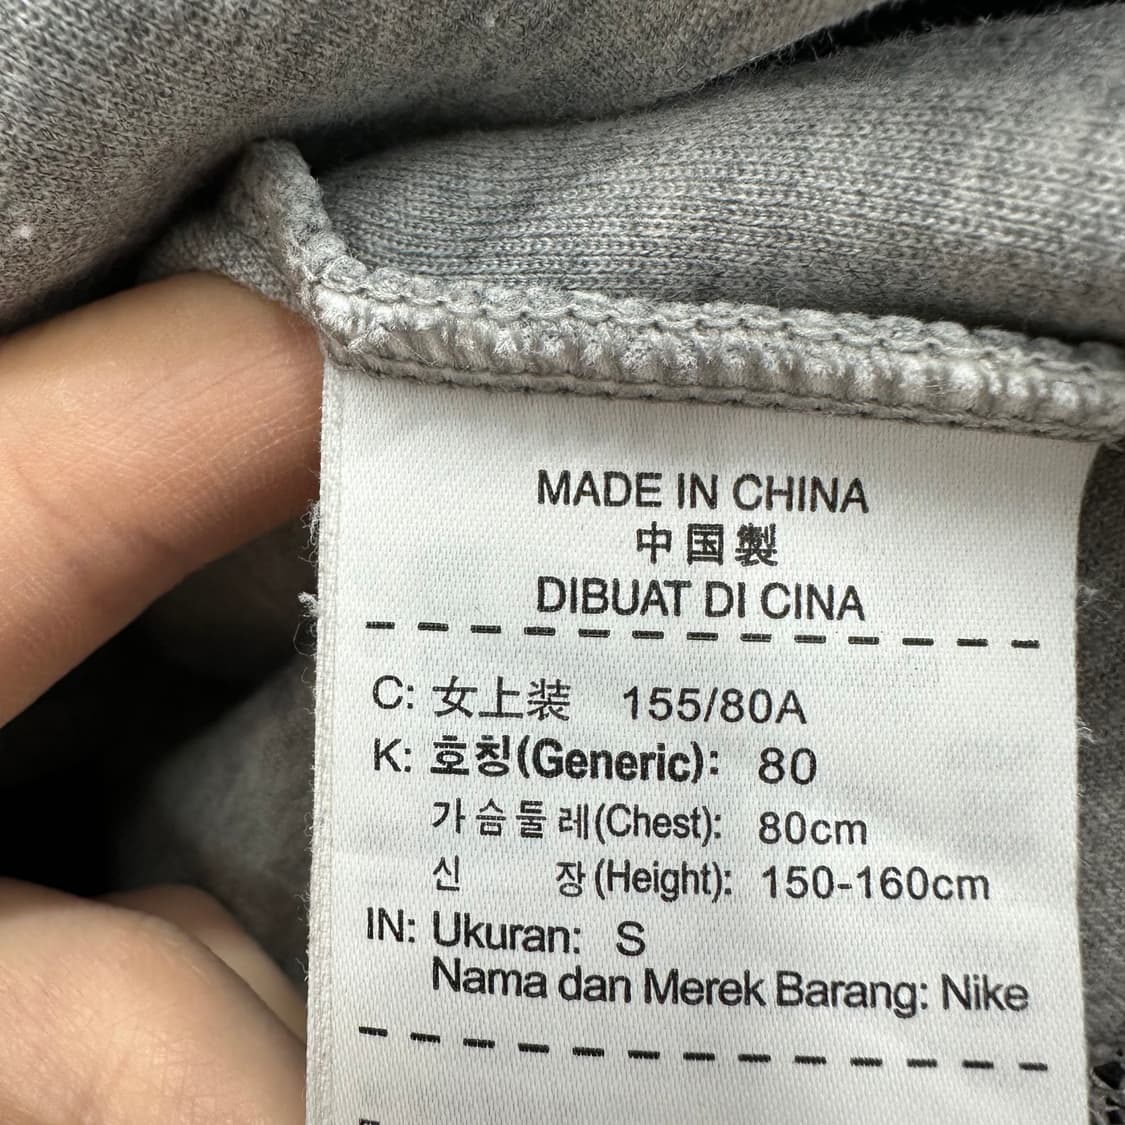 MADE IN CHINA
中国製
DIBUAT DI CINA
C: 女上装 155/80A
K: 호칭(Generic): 80
가슴둘레(Chest): 80cm
신 장(Height): 150-160cm
IN: Ukuran: S
Nama dan Merek Barang: Nike